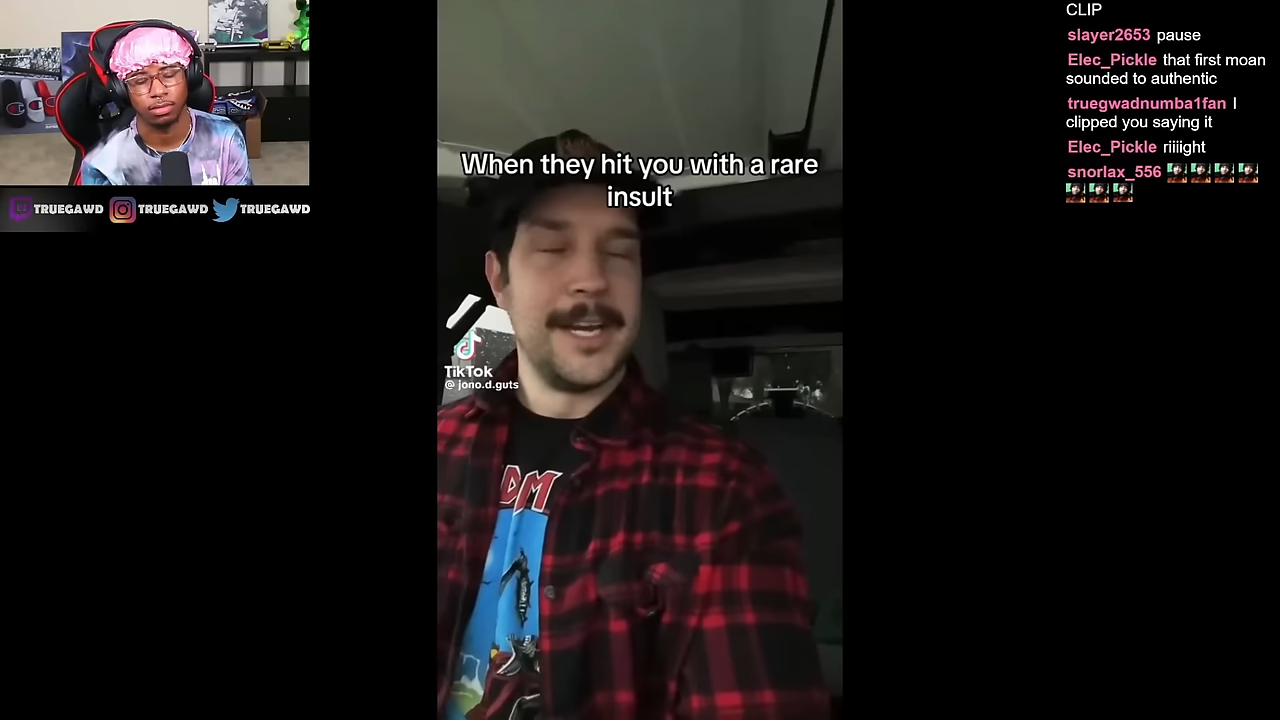 TRUEGAWD TRUEGAWD TRUEGAWD
When they hit you with a rare
insult
TikTok
@ jono.d.guts
CLIP
slayer2653 pause
Elec_Pickle that first moan
sounded to authentic
truegwadnumba1fan I
clipped you saying it
Elec_Pickle riiiight
snorlax_556